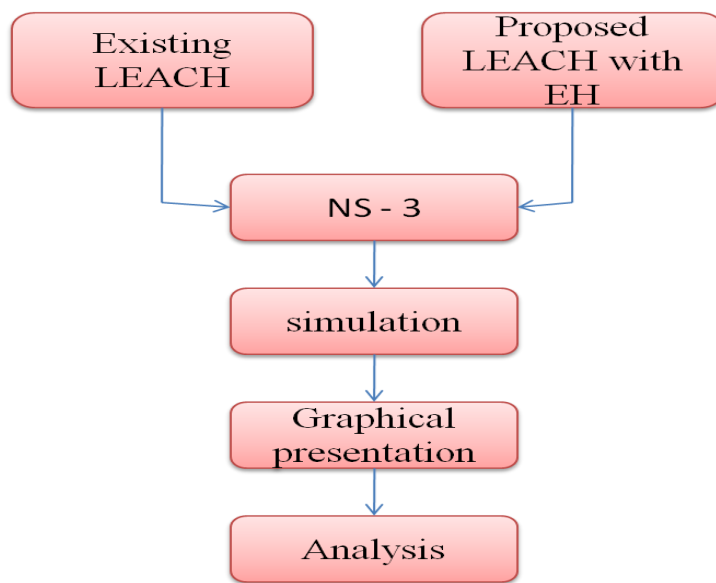 Existing
LEACH
Proposed
LEACH with
EH
NS - 3
simulation
Graphical
presentation
Analysis